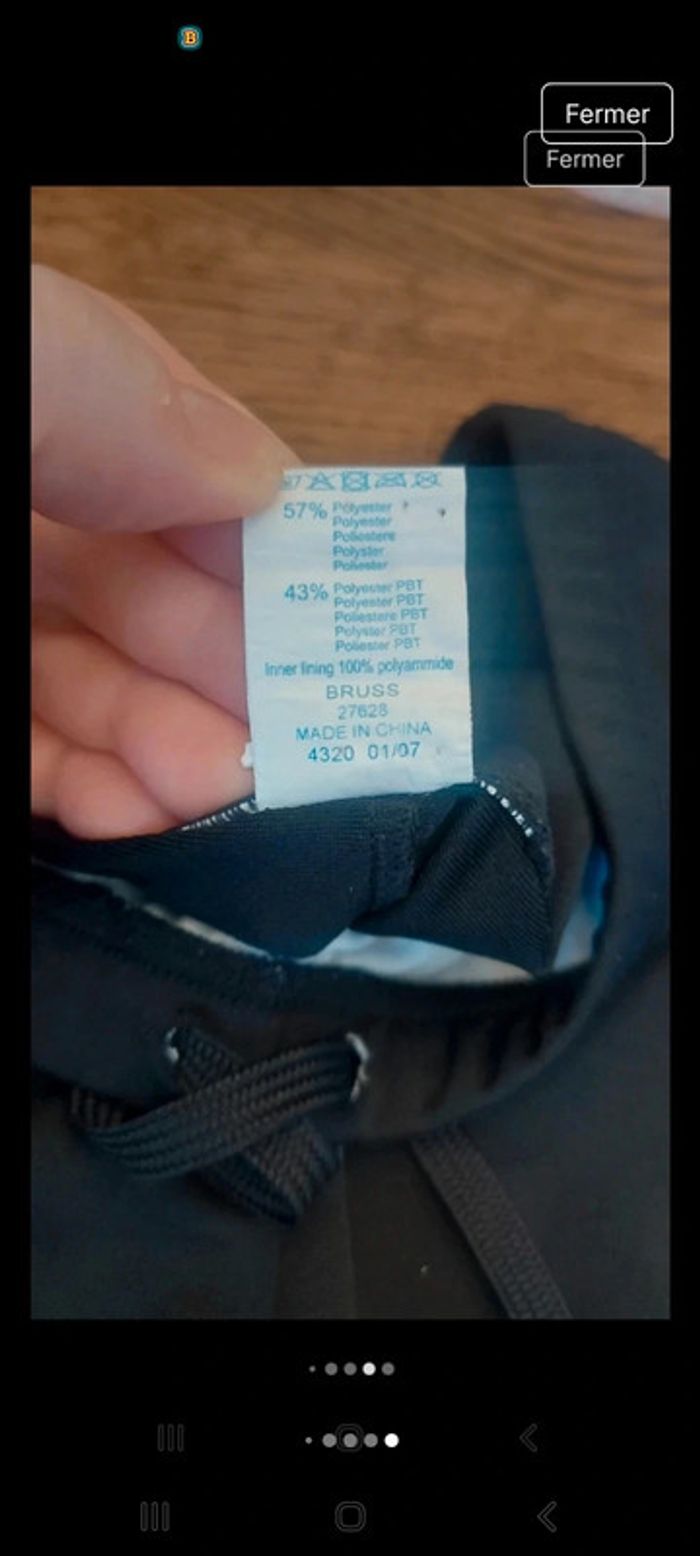 B
Fermer
Fermer
57% Polyester
Polyester
Poliestere
Polyster
Poliester
43% Polyester PBT
Polyester PBT
Poliestere PBT
Polyster PBT
Poliester PBT
Inner lining 100% polyammide
BRUSS
27628
MADE IN CHINA
4320 01/07